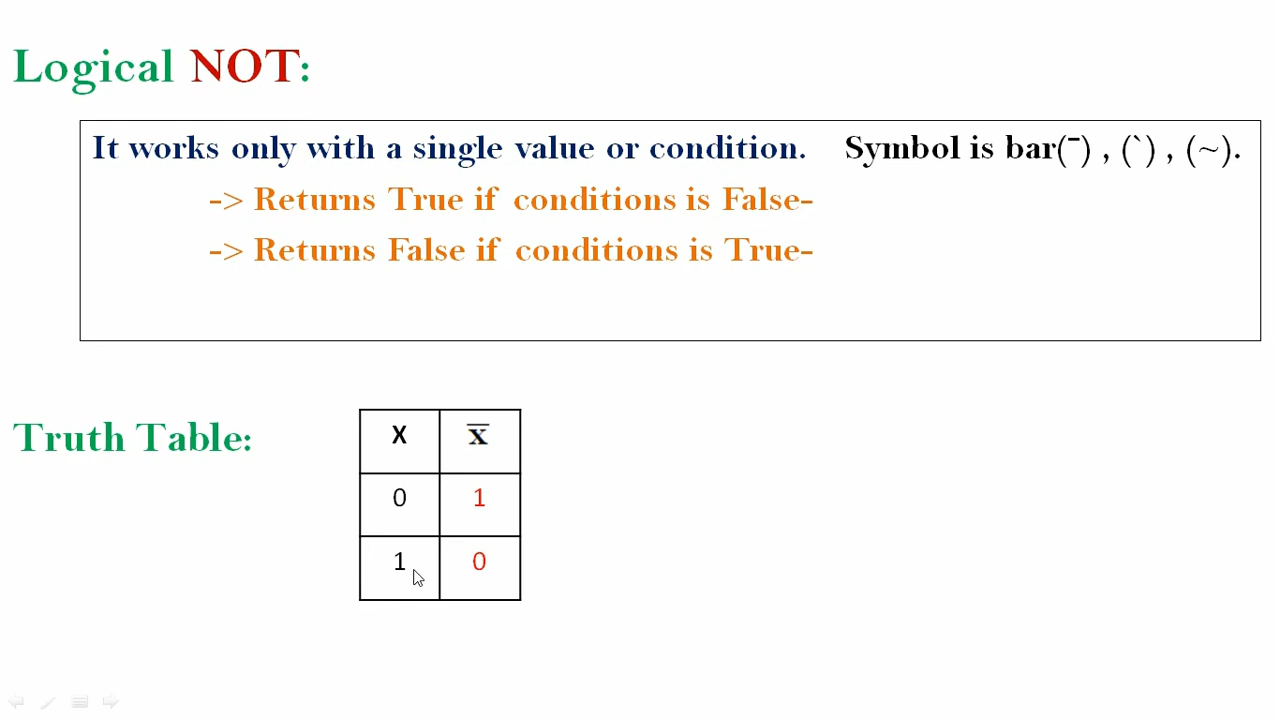 Logical NOT:
It works only with a single value or condition. Symbol is bar(¯) , (`) , (~).
-> Returns True if conditions is False-
-> Returns False if conditions is True-
Truth Table:
X x̅
0 1
1 0